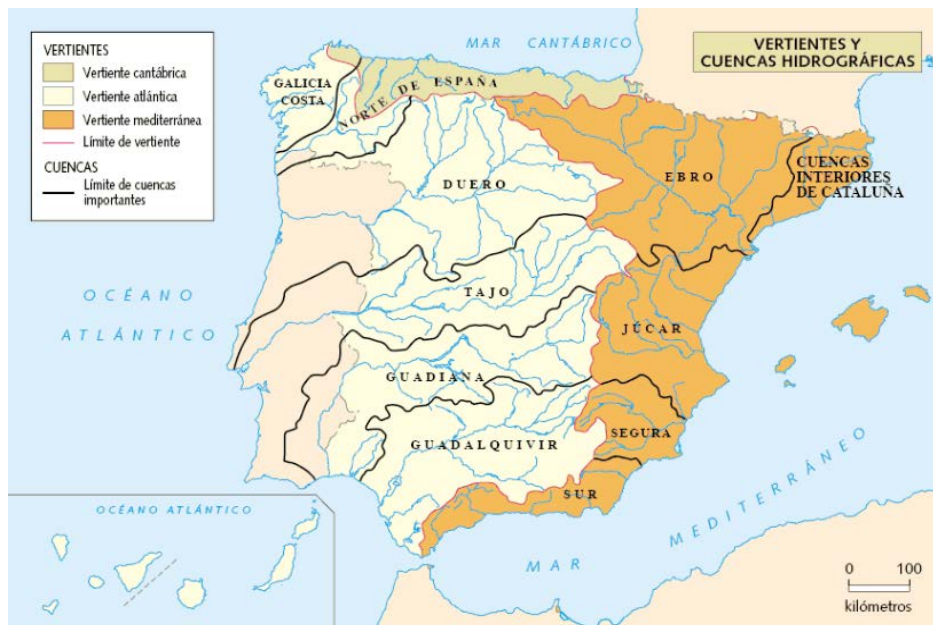 VERTIENTES
Vertiente cantábrica
Vertiente atlántica
Vertiente mediterránea
Límite de vertiente
CUENCAS
Límite de cuencas
importantes
MAR CANTÁBRICO
VERTIENTES Y
CUENCAS HIDROGRÁFICAS
GALICIA
COSTA
NORTE DE ESPAÑA
DUERO
EBRO
CUENCAS
INTERIORES
DE CATALUÑA
OCÉANO
ATLÁNTICO
TAJO
JÚCAR
GUADIANA
GUADALQUIVIR
SEGURA
SUR
MAR MEDITERRÁNEO
OCÉANO ATLÁNTICO
0 100
kilómetros